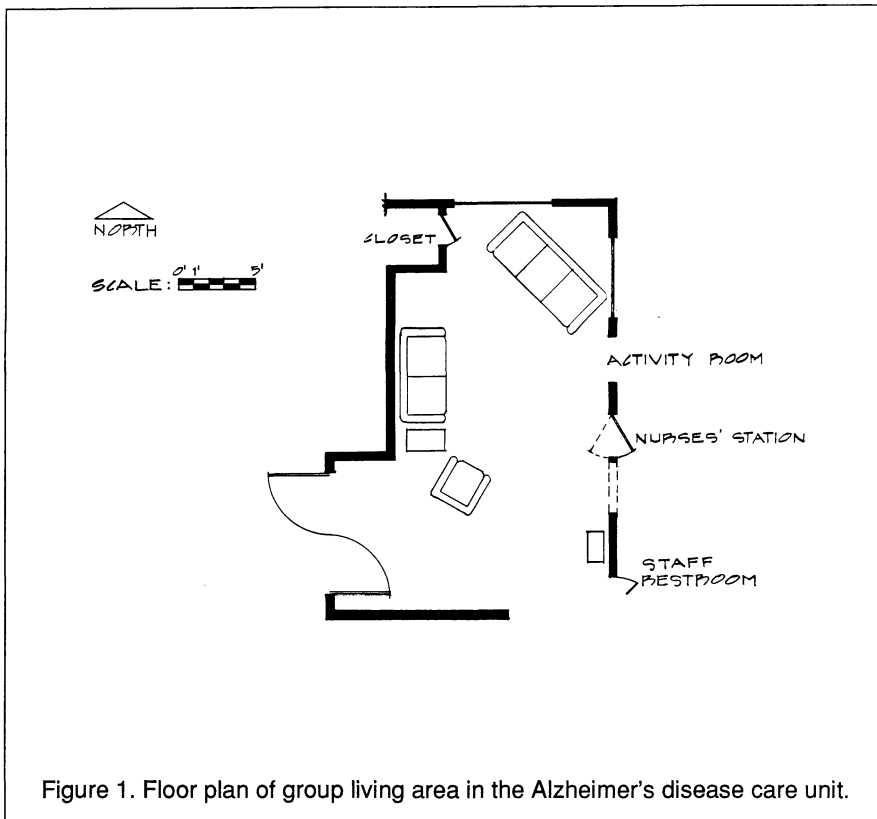 NORTH
CLOSET
0' 1' 5'
SCALE:
ACTIVITY ROOM
NURSES' STATION
STAFF
RESTROOM
Figure 1. Floor plan of group living area in the Alzheimer's disease care unit.